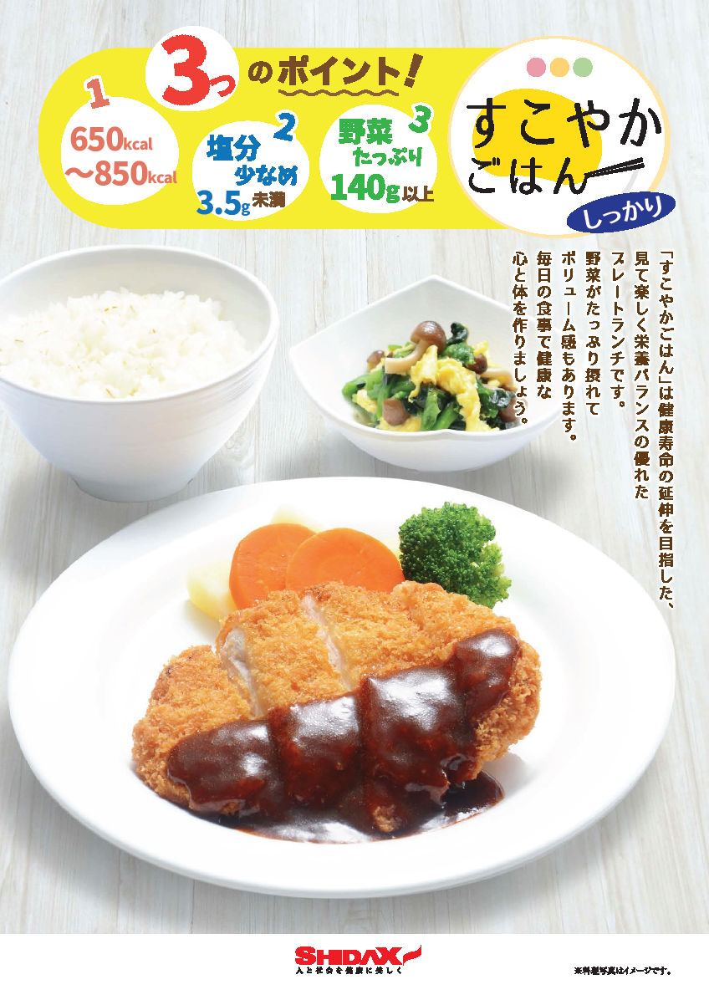 3つのポイント！
1
650kcal
～850kcal
2
塩分
少なめ
3.5g未満
3
野菜
たっぷり
140g以上
すこやか
ごはん
しっかり
「すこやかごはん」は健康寿命の延伸を目指した、
見て楽しく栄養バランスの優れた
プレートランチです。
野菜がたっぷり摂れて
ボリューム感もあります。
毎日の食事で健康な
心と体を作りましょう。
SHIDAX
人と社会を健康に美しく
※料理写真はイメージです。